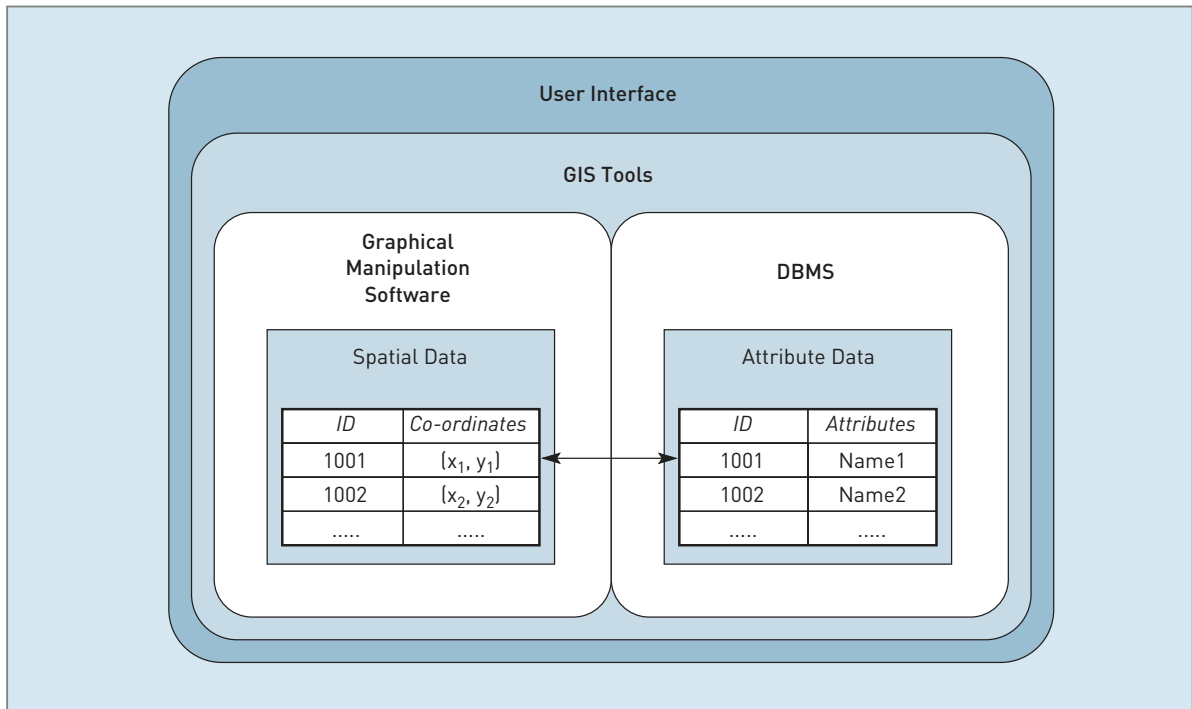 User Interface
GIS Tools
Graphical
Manipulation
Software
Spatial Data
ID Co-ordinates
1001 (x1, y1)
1002 (x2, y2)
..... .....
DBMS
Attribute Data
ID Attributes
1001 Name1
1002 Name2
..... .....